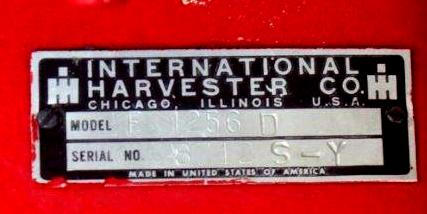 INTERNATIONAL
HARVESTER CO.
CHICAGO, ILLINOIS U.S.A.
MODEL 1256 D
SERIAL NO. S-Y
MADE IN UNITED STATES OF AMERICA